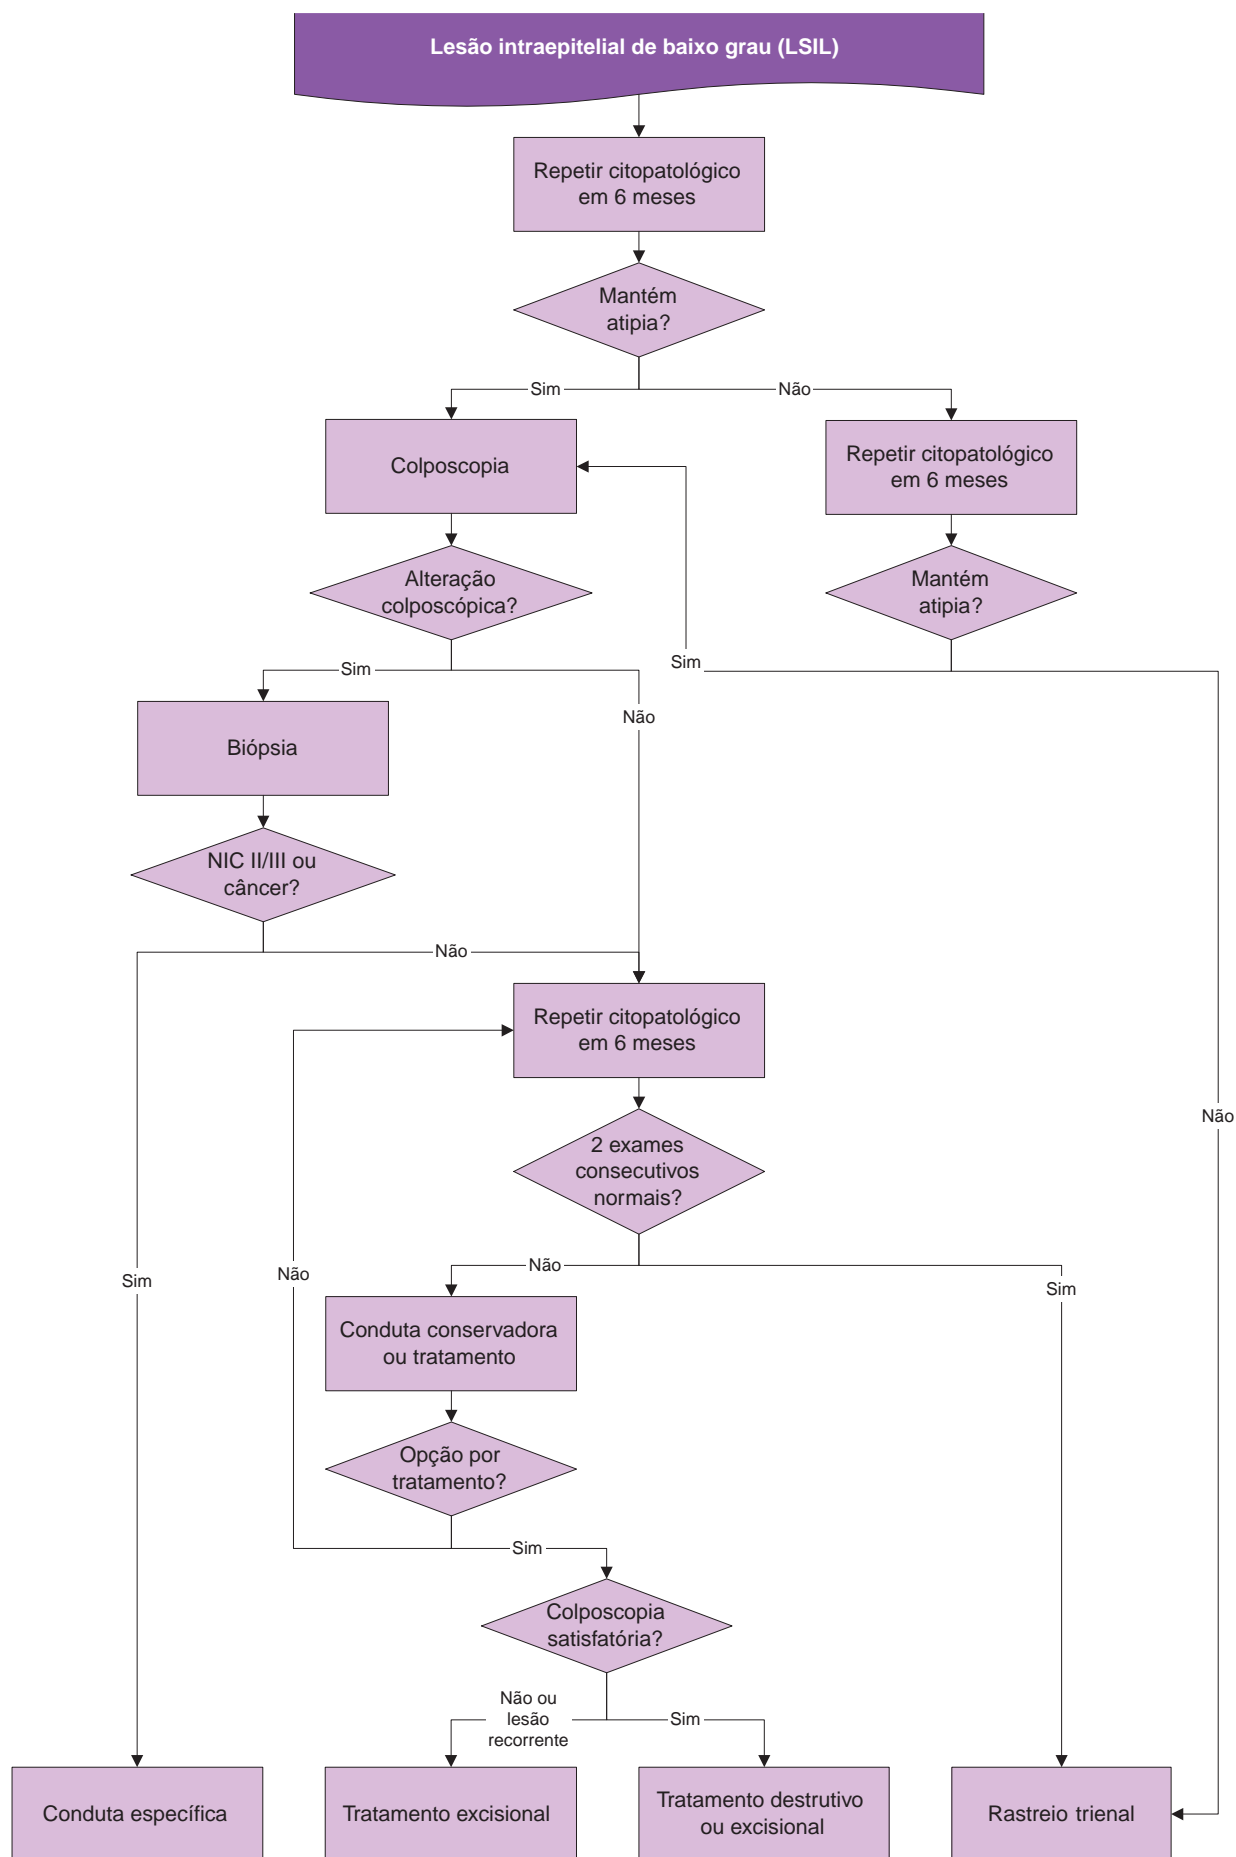 Lesão intraepitelial de baixo grau (LSIL)
Repetir citopatológico
em 6 meses
Mantém
atipia?
Sim
Não
Colposcopia
Repetir citopatológico
em 6 meses
Alteração
colposcópica?
Mantém
atipia?
Sim
Sim
Não
Biópsia
NIC II/III ou
câncer?
Não
Repetir citopatológico
em 6 meses
2 exames
consecutivos
normais?
Não
Não
Sim
Não
Sim
Conduta conservadora
ou tratamento
Opção por
tratamento?
Sim
Colposcopia
satisfatória?
Não ou
lesão
recorrente
Sim
Conduta específica
Tratamento excisional
Tratamento destrutivo
ou excisional
Rastreio trienal